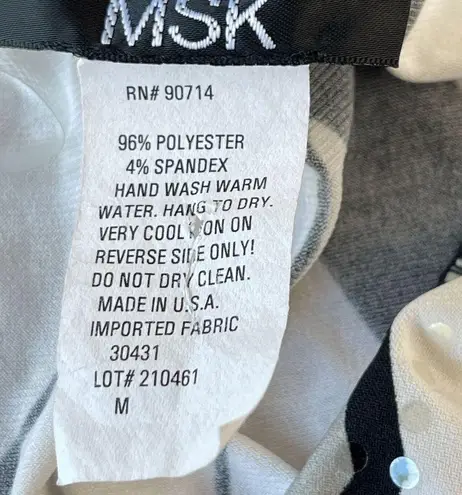 MSK
RN# 90714
96% POLYESTER
4% SPANDEX
HAND WASH WARM
WATER. HANG TO DRY.
VERY COOL ON ON
REVERSE SIDE ONLY!
DO NOT DRY CLEAN.
MADE IN U.S.A.
IMPORTED FABRIC
30431
LOT# 210461
M